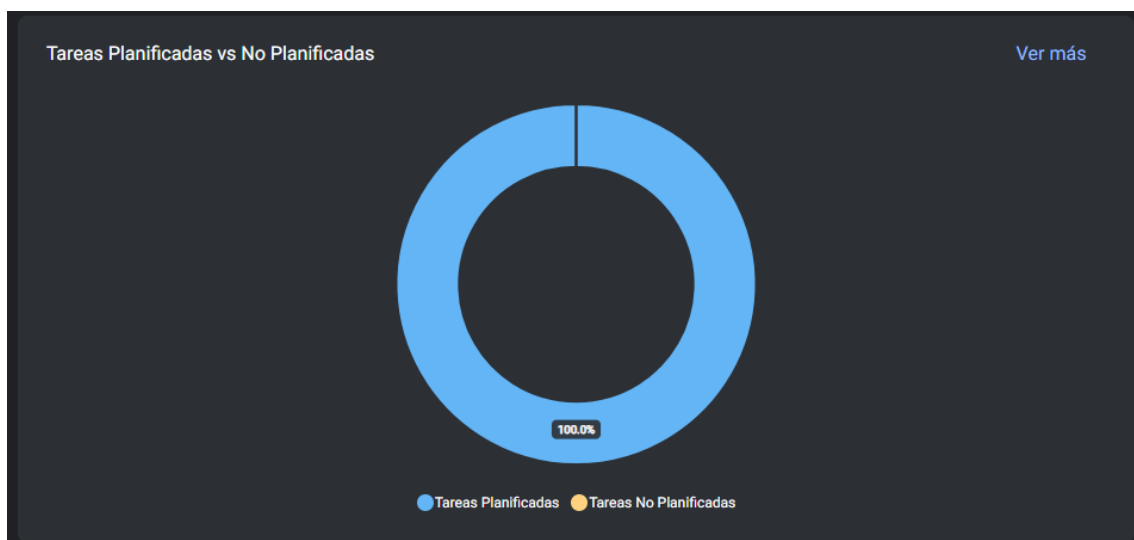 Tareas Planificadas vs No Planificadas
Ver más
100.0%
Tareas Planificadas
Tareas No Planificadas